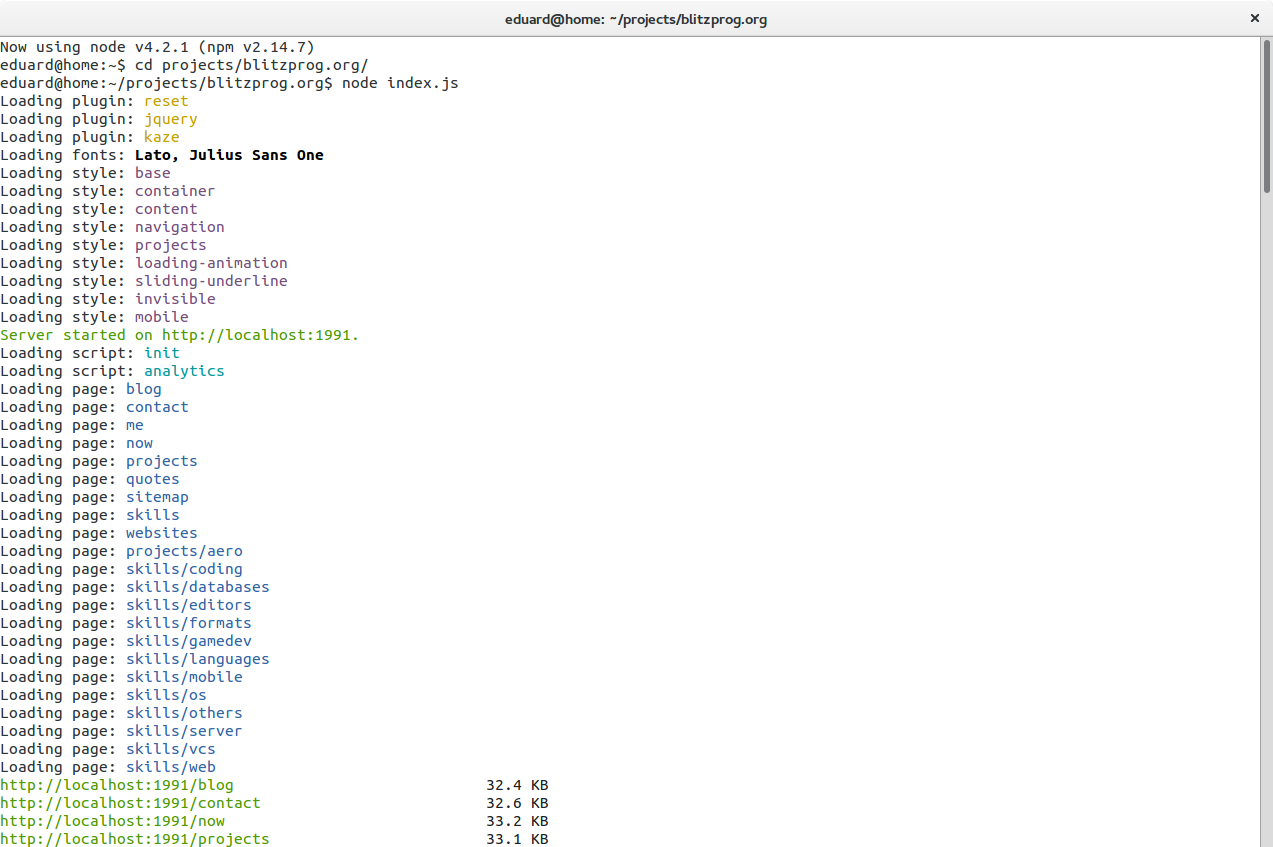 eduard@home: ~/projects/blitzprog.org
Now using node v4.2.1 (npm v2.14.7)
eduard@home:~$ cd projects/blitzprog.org/
eduard@home:~/projects/blitzprog.org$ node index.js
Loading plugin: reset
Loading plugin: jquery
Loading plugin: kaze
Loading fonts: Lato, Julius Sans One
Loading style: base
Loading style: container
Loading style: content
Loading style: navigation
Loading style: projects
Loading style: loading-animation
Loading style: sliding-underline
Loading style: invisible
Loading style: mobile
Server started on http://localhost:1991.
Loading script: init
Loading script: analytics
Loading page: blog
Loading page: contact
Loading page: me
Loading page: now
Loading page: projects
Loading page: quotes
Loading page: sitemap
Loading page: skills
Loading page: websites
Loading page: projects/aero
Loading page: skills/coding
Loading page: skills/databases
Loading page: skills/editors
Loading page: skills/formats
Loading page: skills/gamedev
Loading page: skills/languages
Loading page: skills/mobile
Loading page: skills/os
Loading page: skills/others
Loading page: skills/server
Loading page: skills/vcs
Loading page: skills/web
http://localhost:1991/blog 32.4 KB
http://localhost:1991/contact 32.6 KB
http://localhost:1991/now 33.2 KB
http://localhost:1991/projects 33.1 KB